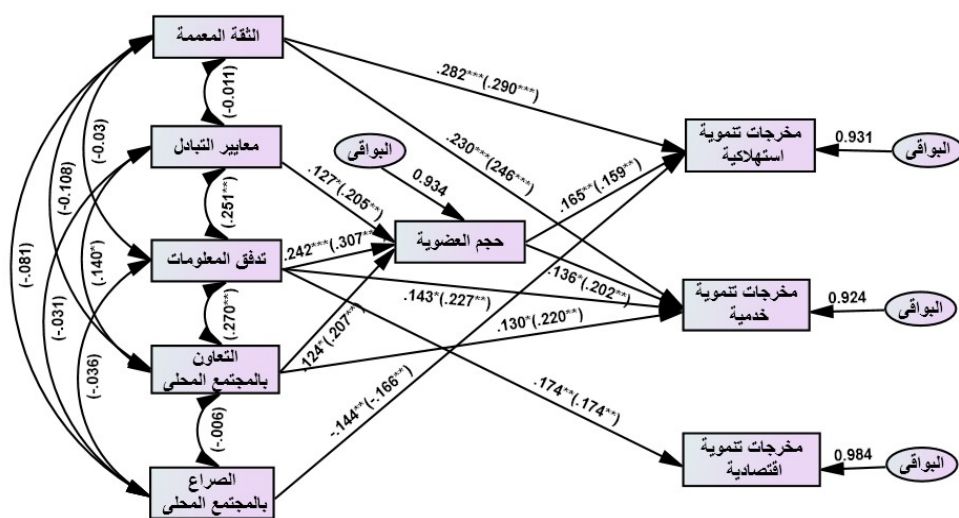 الثقة المعممة
.282***(.290***)
(-0.011)
مخرجات تنموية
استهلاكية
0.931
البواقى
(-0.03)
.230***(246***)
معايير التبادل
البواقى
.127*(.205**)
0.934
.165**(.159**)
(-0.108)
(.251**)
حجم العضوية
(-.081)
(.140*)
تدفق المعلومات
.242***(.307**
.136*(.202**)
مخرجات تنموية
خدمية
0.924
البواقى
.143*(.227**)
(-.031)
(.270**)
.124*(.207**
.130*(.220**)
(-.036)
التعاون
بالمجتمع المحلى
-.144**(-.166**)
.174**(.174**)
(-.006)
مخرجات تنموية
اقتصادية
0.984
البواقى
الصراع
بالمجتمع المحلى